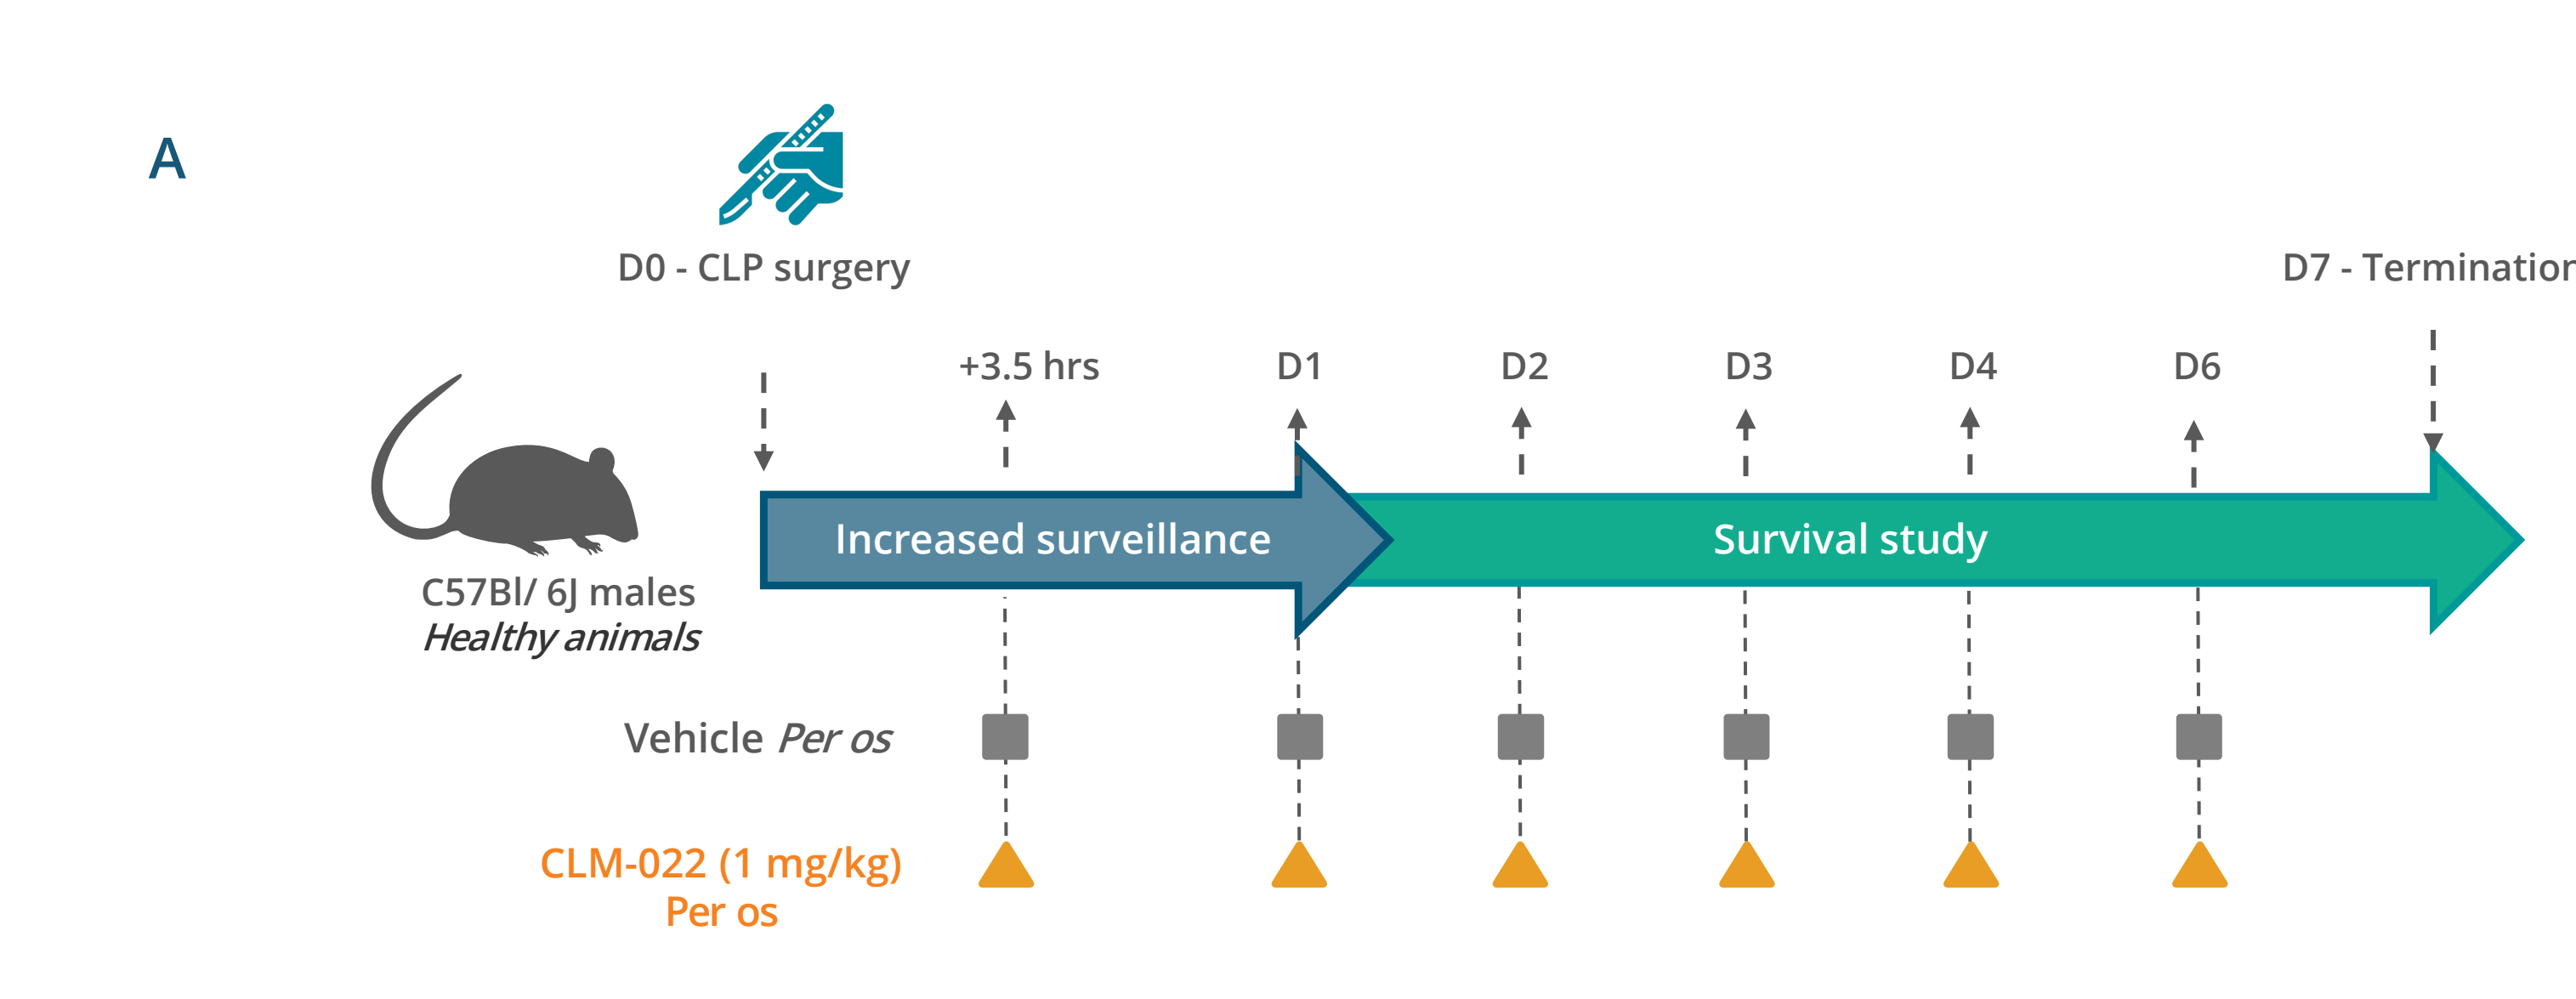 A
D0 - CLP surgery
D7 - Termination
+3.5 hrs
D1
D2
D3
D4
D6
Increased surveillance
Survival study
C57Bl/ 6J males
Healthy animals
Vehicle Per os
CLM-022 (1 mg/kg)
Per os